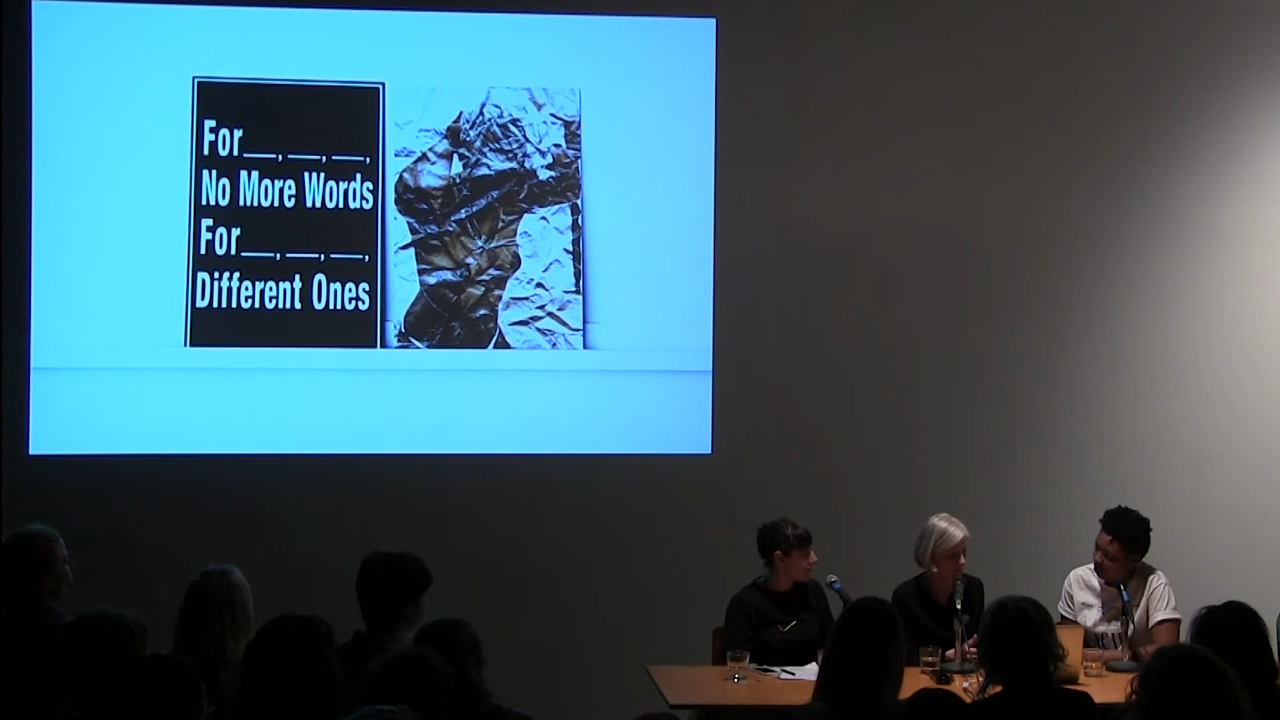 For__, __, __,
No More Words
For__, __, __,
Different Ones